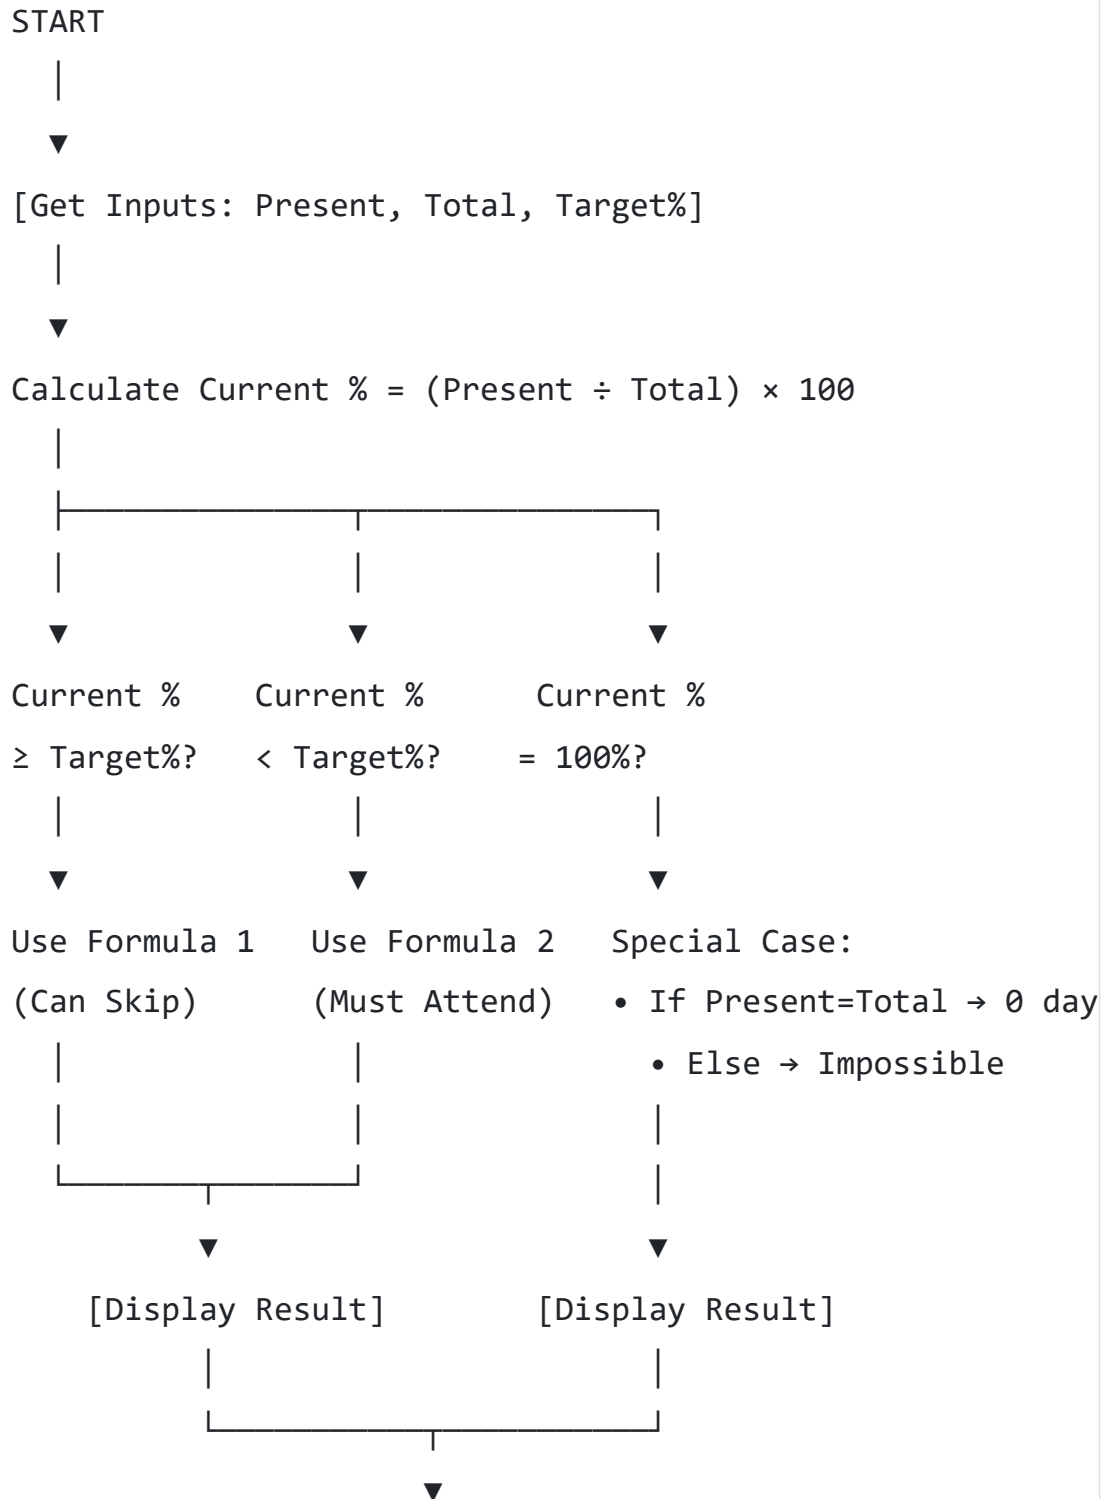 START
[Get Inputs: Present, Total, Target%]
Calculate Current % = (Present ÷ Total) × 100
Current % Current % Current %
≥ Target%? < Target%? = 100%?
Use Formula 1 Use Formula 2 Special Case:
(Can Skip) (Must Attend) • If Present=Total → 0 day
• Else → Impossible
[Display Result] [Display Result]